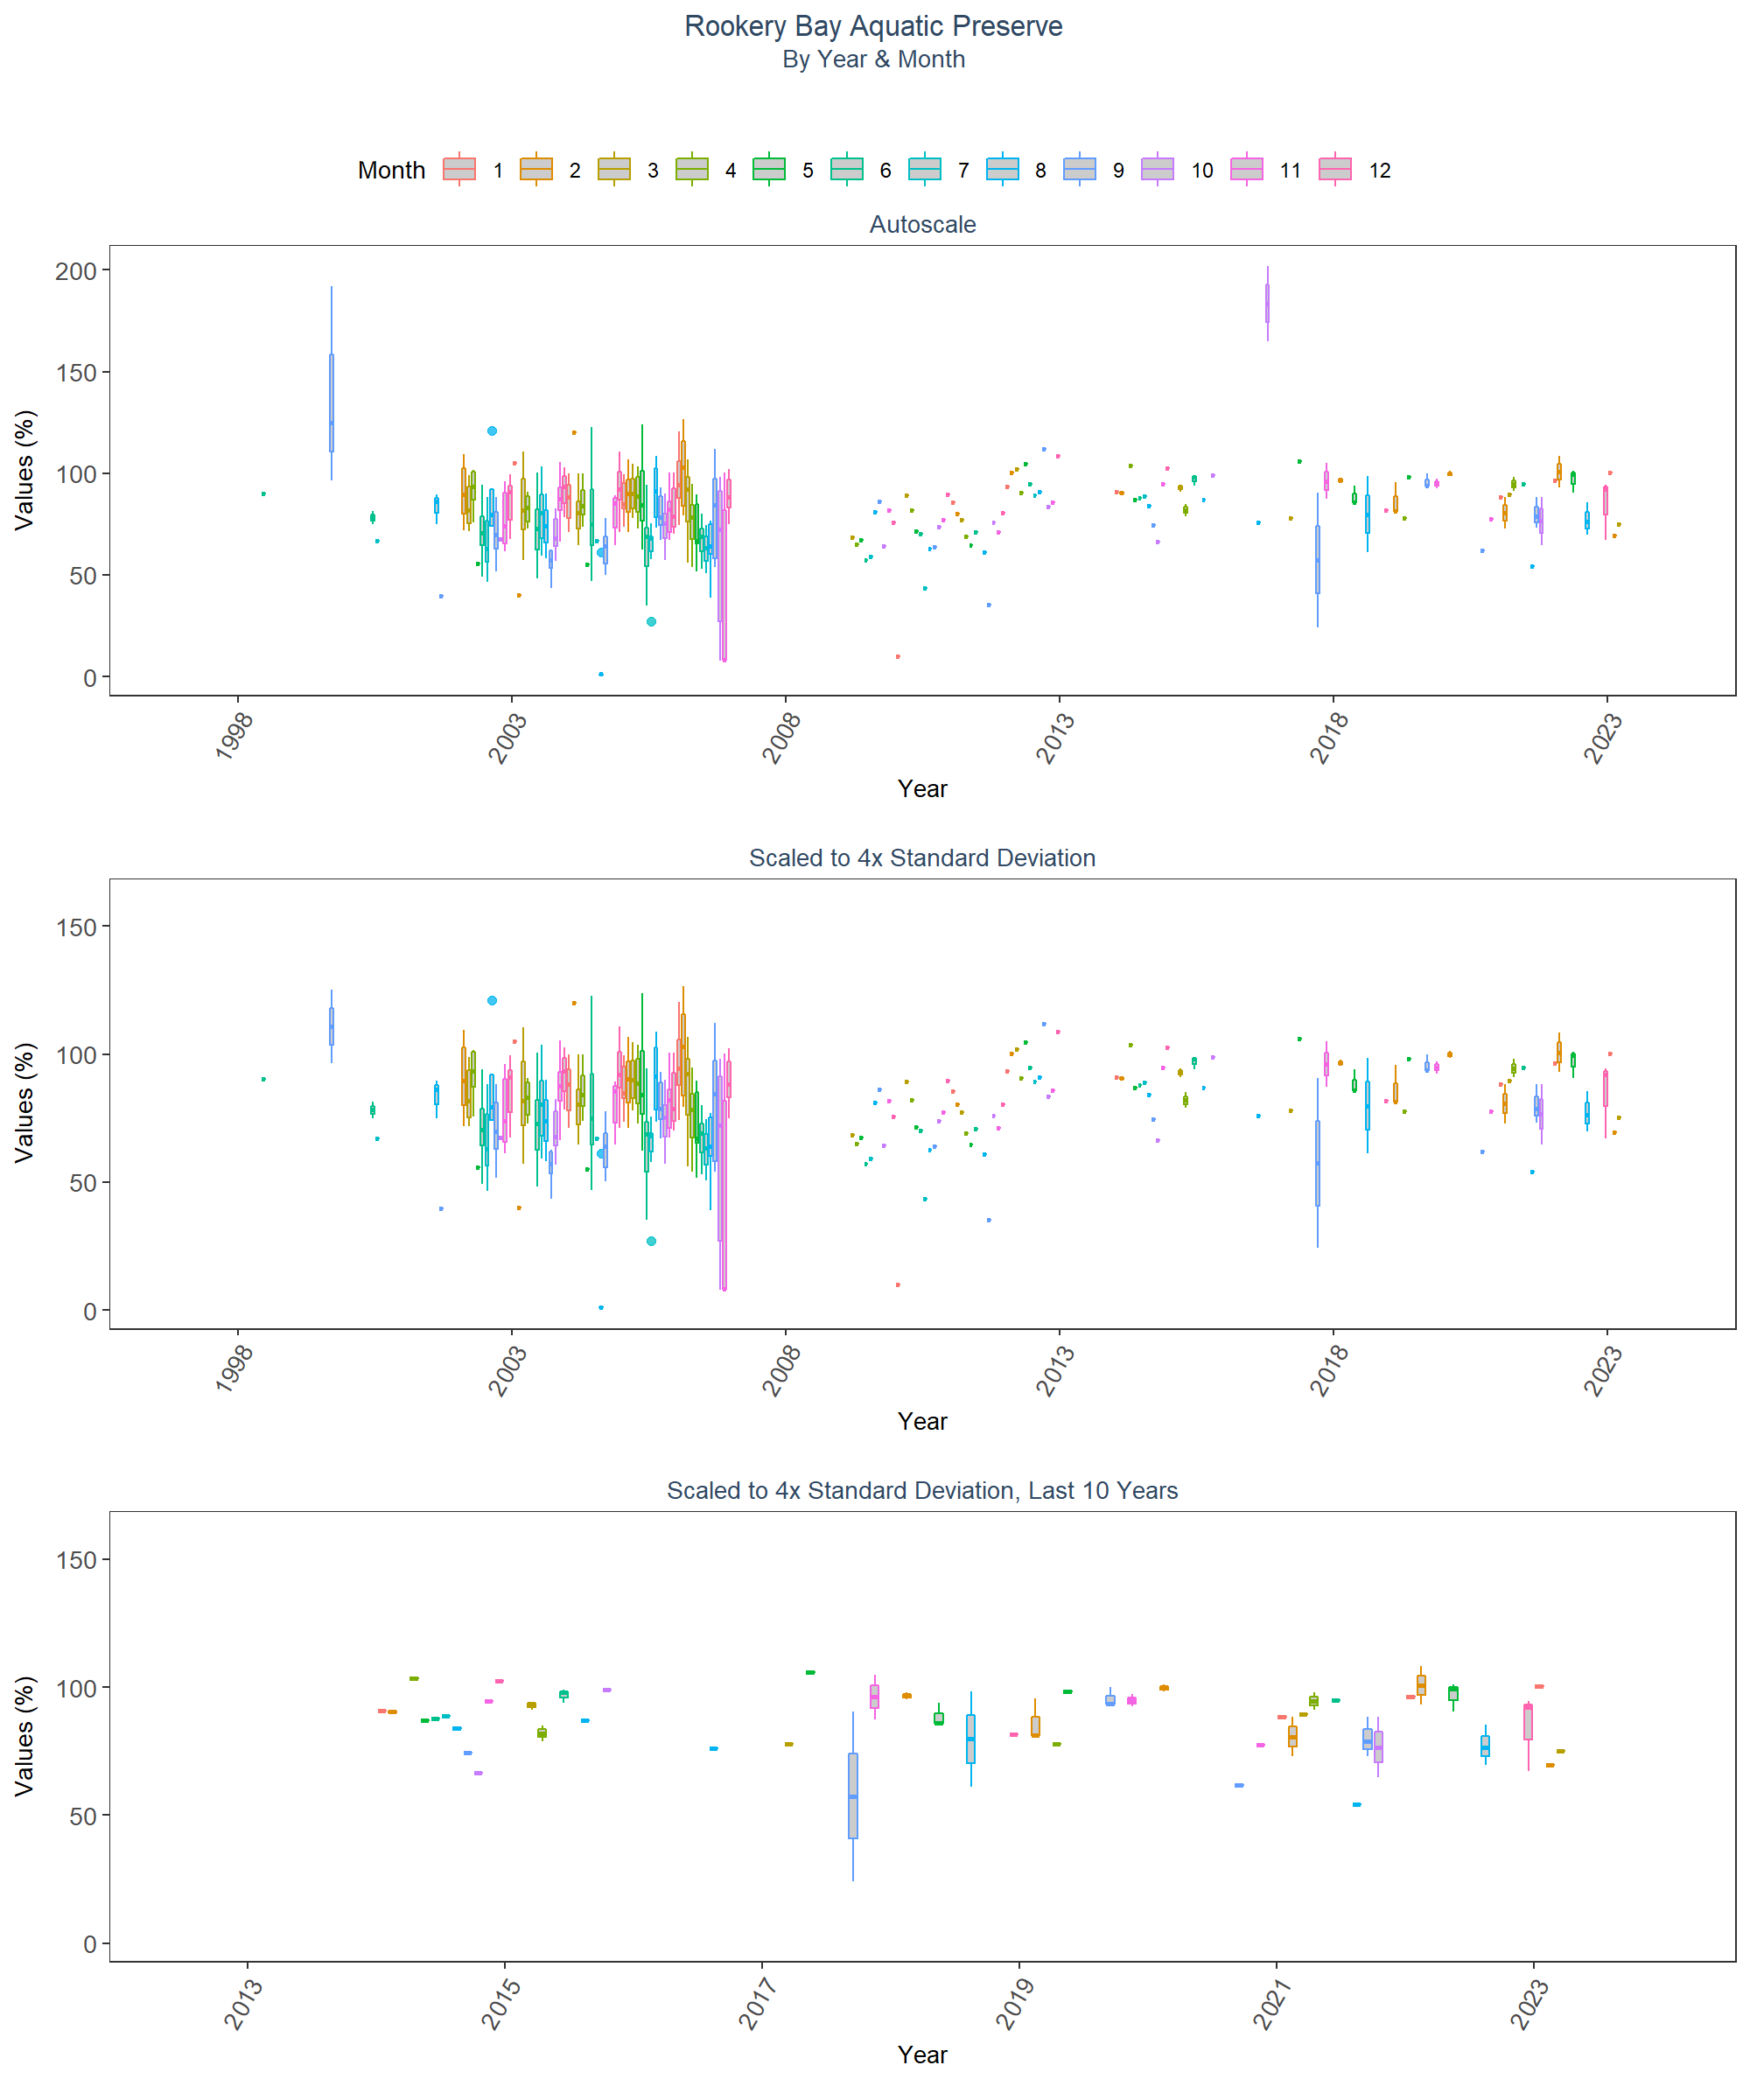 Rookery Bay Aquatic Preserve
By Year & Month
Month 1 2 3 4 5 6 7 8 9 10 11 12
Autoscale
200
150
100
50
0
Values (%)
1998 2003 2008 2013 2018 2023
Year
Scaled to 4x Standard Deviation
150
100
50
0
Values (%)
1998 2003 2008 2013 2018 2023
Year
Scaled to 4x Standard Deviation, Last 10 Years
150
100
50
0
Values (%)
2013 2015 2017 2019 2021 2023
Year